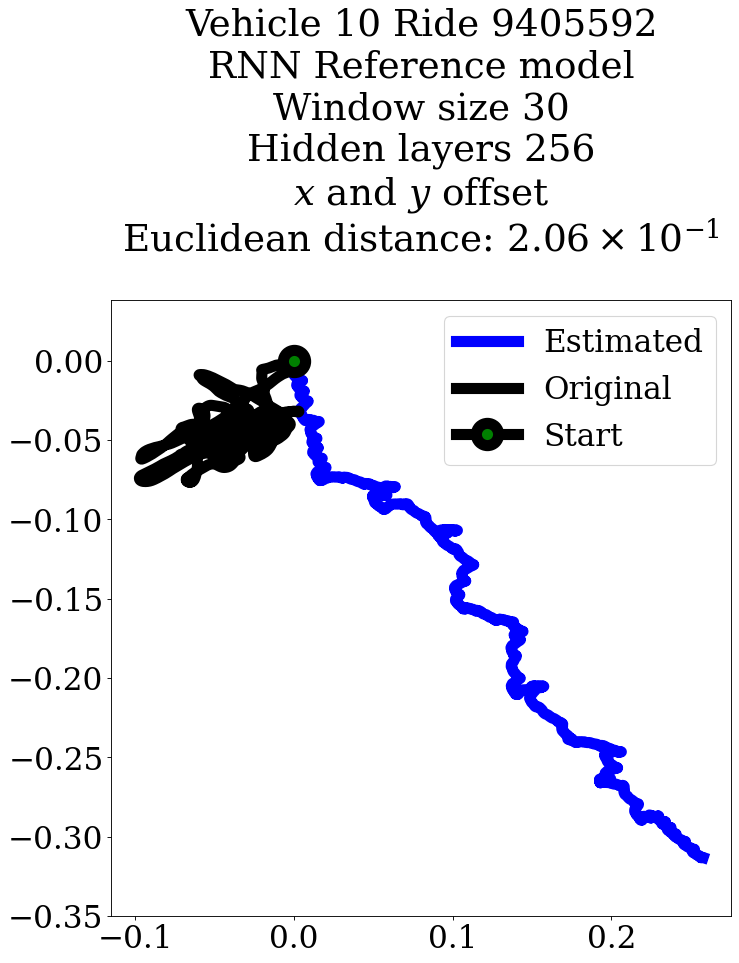 Vehicle 10 Ride 9405592
RNN Reference model
Window size 30
Hidden layers 256
x and y offset
Euclidean distance: 2.06 × 10⁻¹
Estimated
Original
Start
0.00
−0.05
−0.10
−0.15
−0.20
−0.25
−0.30
−0.35
−0.1
0.0
0.1
0.2